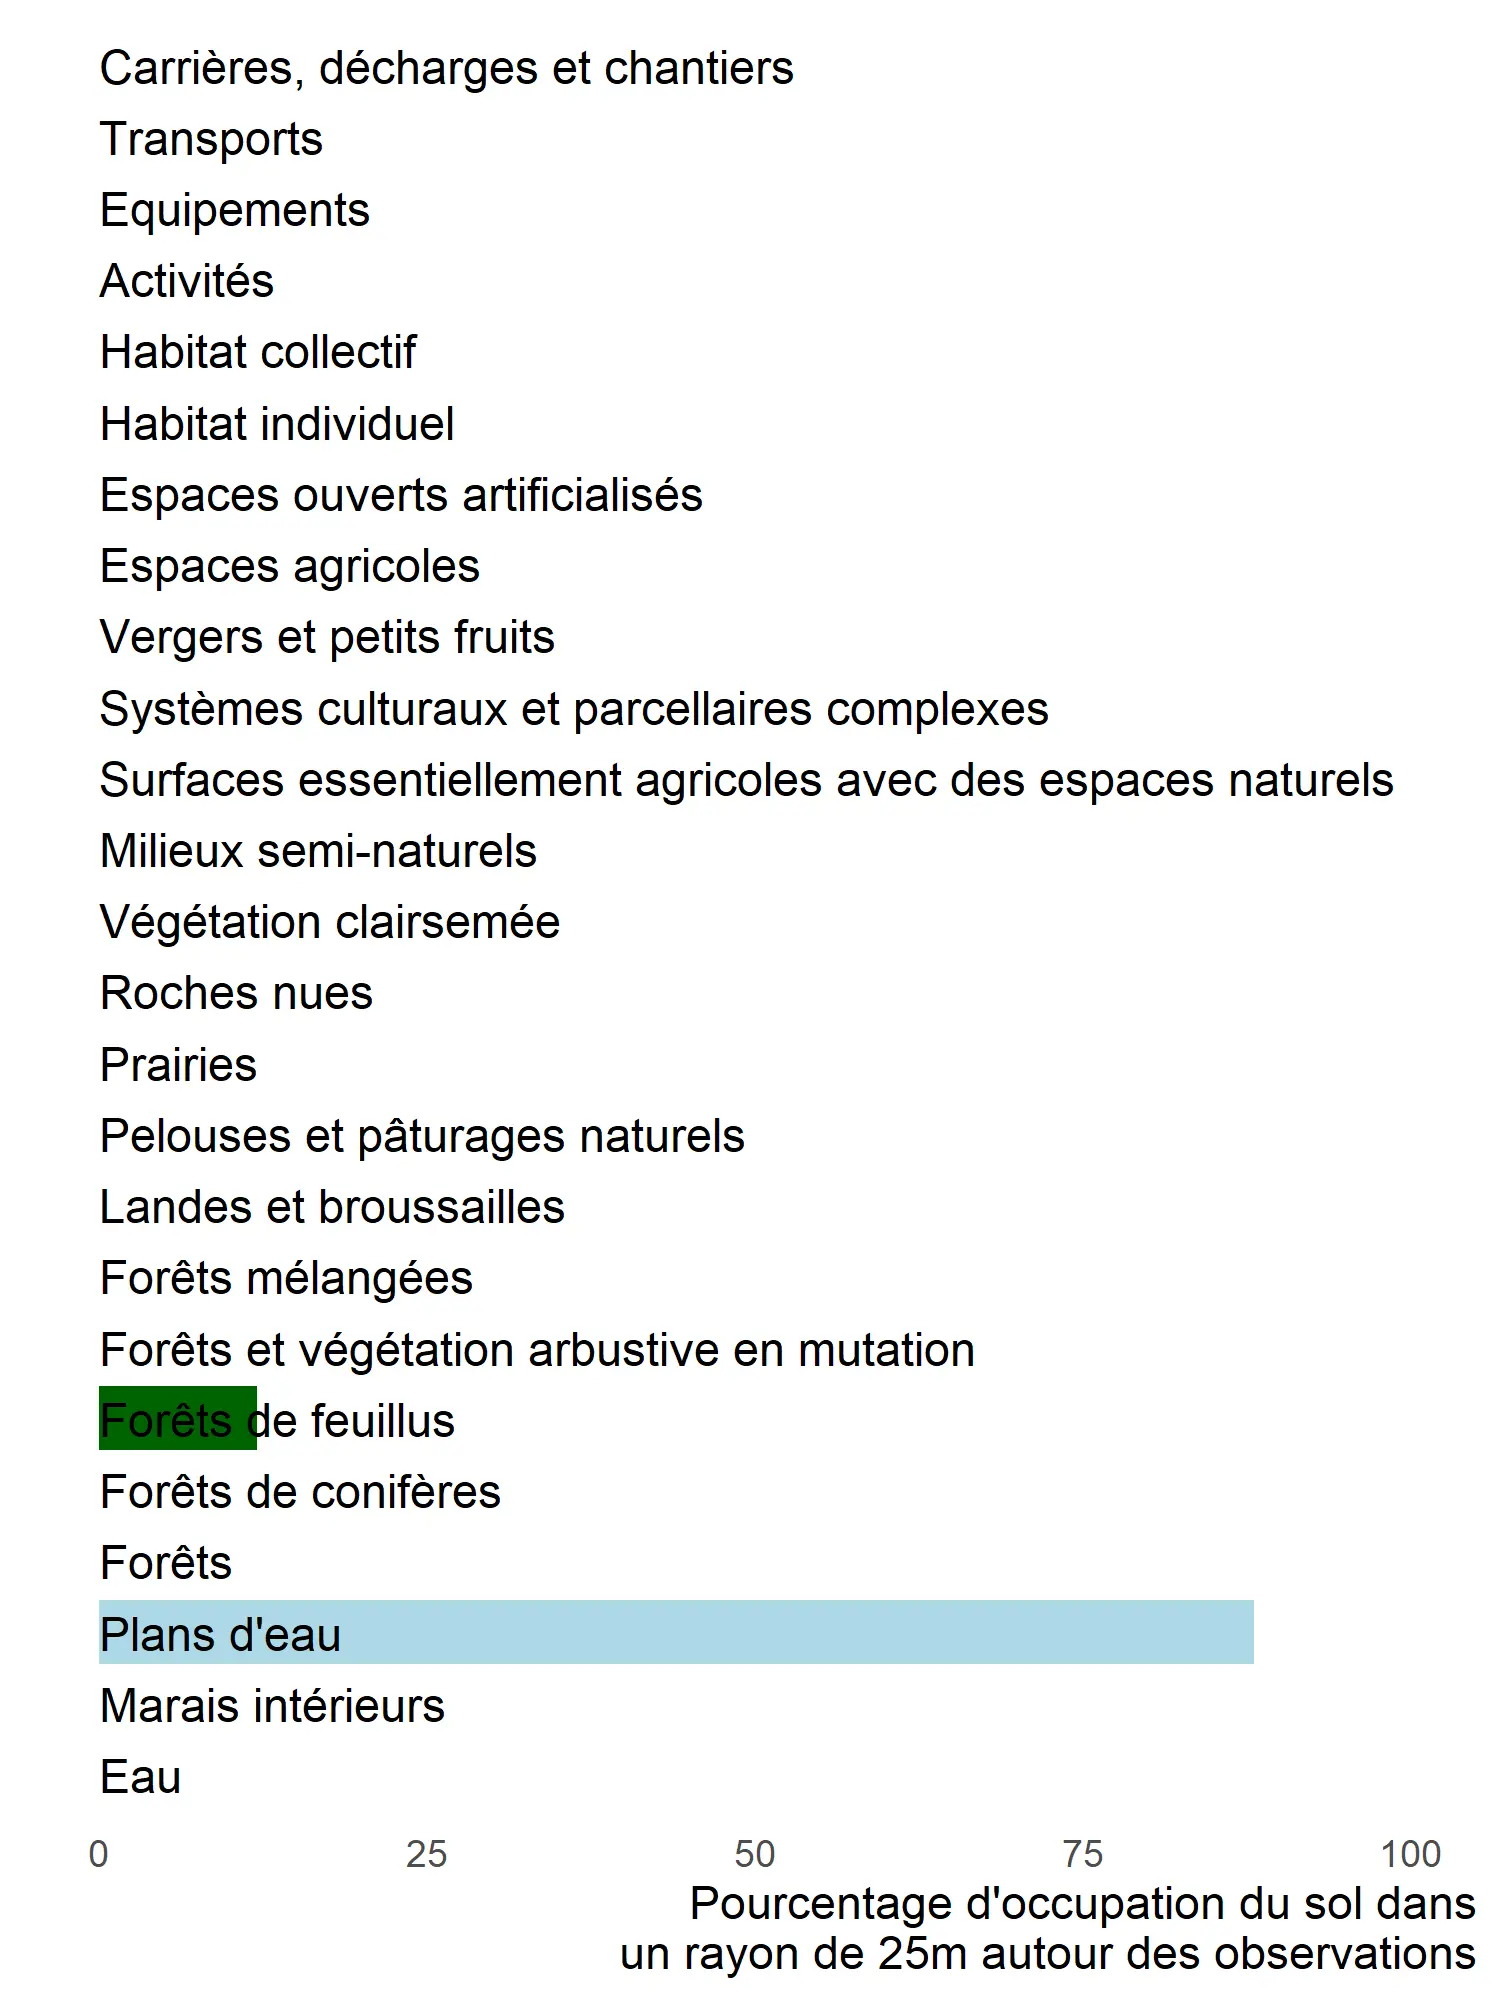 Carrières, décharges et chantiers
Transports
Equipements
Activités
Habitat collectif
Habitat individuel
Espaces ouverts artificialisés
Espaces agricoles
Vergers et petits fruits
Systèmes culturaux et parcellaires complexes
Surfaces essentiellement agricoles avec des espaces naturels
Milieux semi-naturels
Végétation clairsemée
Roches nues
Prairies
Pelouses et pâturages naturels
Landes et broussailles
Forêts mélangées
Forêts et végétation arbustive en mutation
Forêts de feuillus
Forêts de conifères
Forêts
Plans d'eau
Marais intérieurs
Eau
0 25 50 75 100
Pourcentage d'occupation du sol dans
un rayon de 25m autour des observations